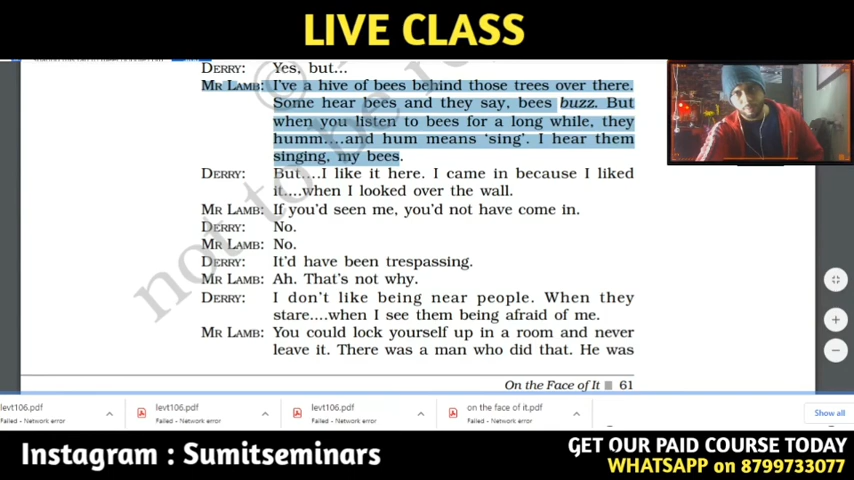 LIVE CLASS
DERRY: Yes, but...
MR LAMB: I've a hive of bees behind those trees over there.
Some hear bees and they say, bees buzz. But
when you listen to bees for a long while, they
humm....and hum means 'sing'. I hear them
singing, my bees.
DERRY: But....I like it here. I came in because I liked
it....when I looked over the wall.
MR LAMB: If you'd seen me, you'd not have come in.
DERRY: No.
MR LAMB: No.
DERRY: It'd have been trespassing.
MR LAMB: Ah. That's not why.
DERRY: I don't like being near people. When they
stare....when I see them being afraid of me.
MR LAMB: You could lock yourself up in a room and never
leave it. There was a man who did that. He was
not to be re
On the Face of It 61
levt106.pdf levt106.pdf levt106.pdf on the face of it.pdf Show all
Failed - Network error Failed - Network error Failed - Network error Failed - Network error
Instagram : Sumitseminars
GET OUR PAID COURSE TODAY
WHATSAPP on 8799733077